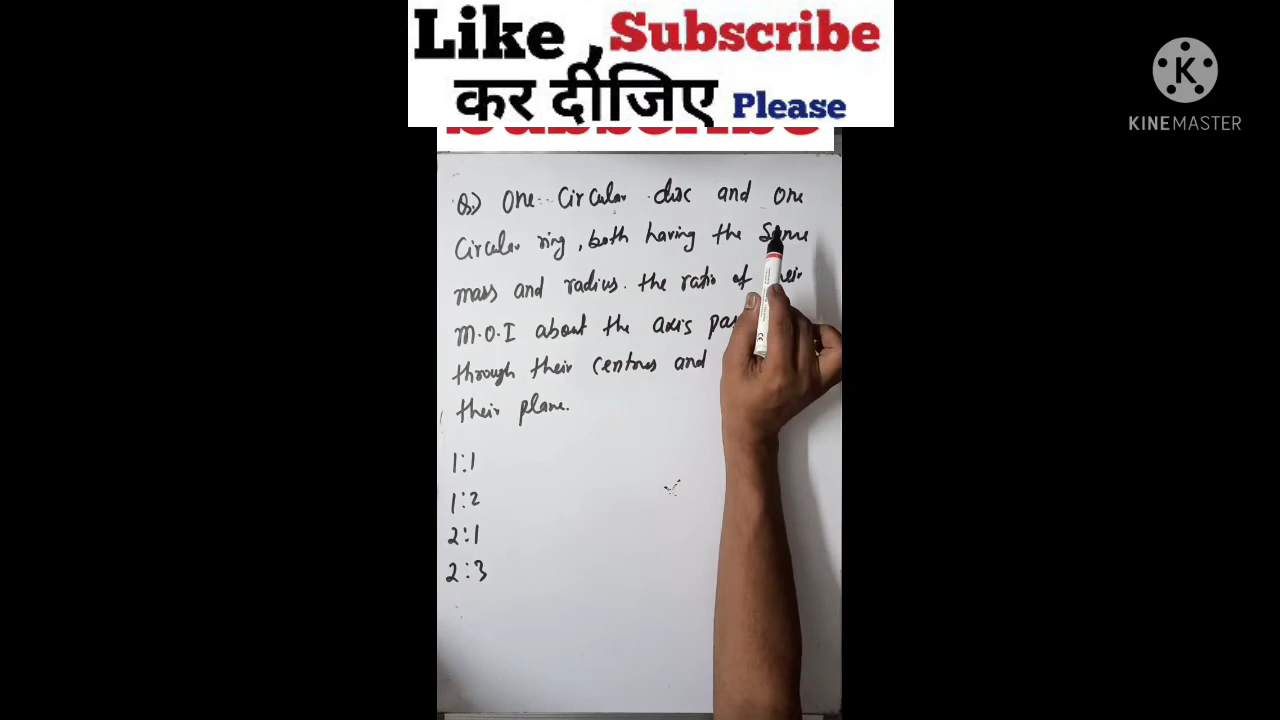 Like , Subscribe
कर दीजिए Please
Subscribe
KINEMASTER
Q.) One Circular disc and One
Circular ring, both having the Same
mass and radius. the ratio of their
M.O.I about the axis
through their Centres and
their plane.
1:1
1:2
2:1
2:3